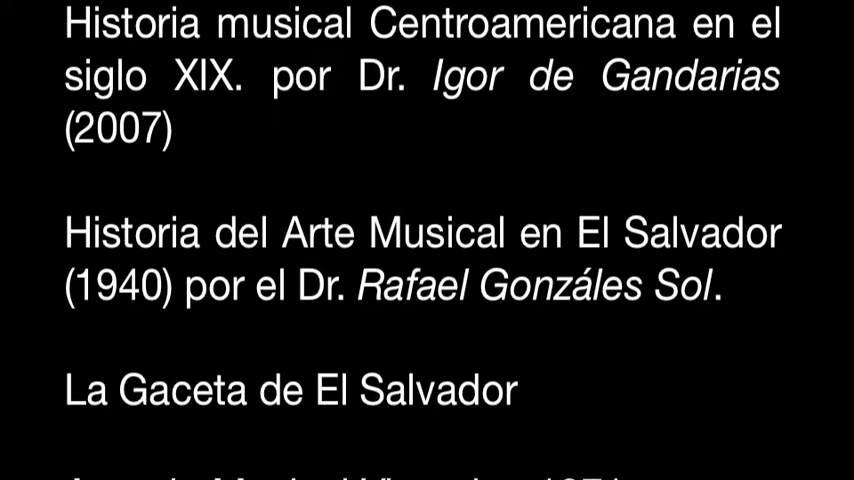 Historia musical Centroamericana en el
siglo XIX. por Dr. Igor de Gandarias
(2007)
Historia del Arte Musical en El Salvador
(1940) por el Dr. Rafael Gonzáles Sol.
La Gaceta de El Salvador